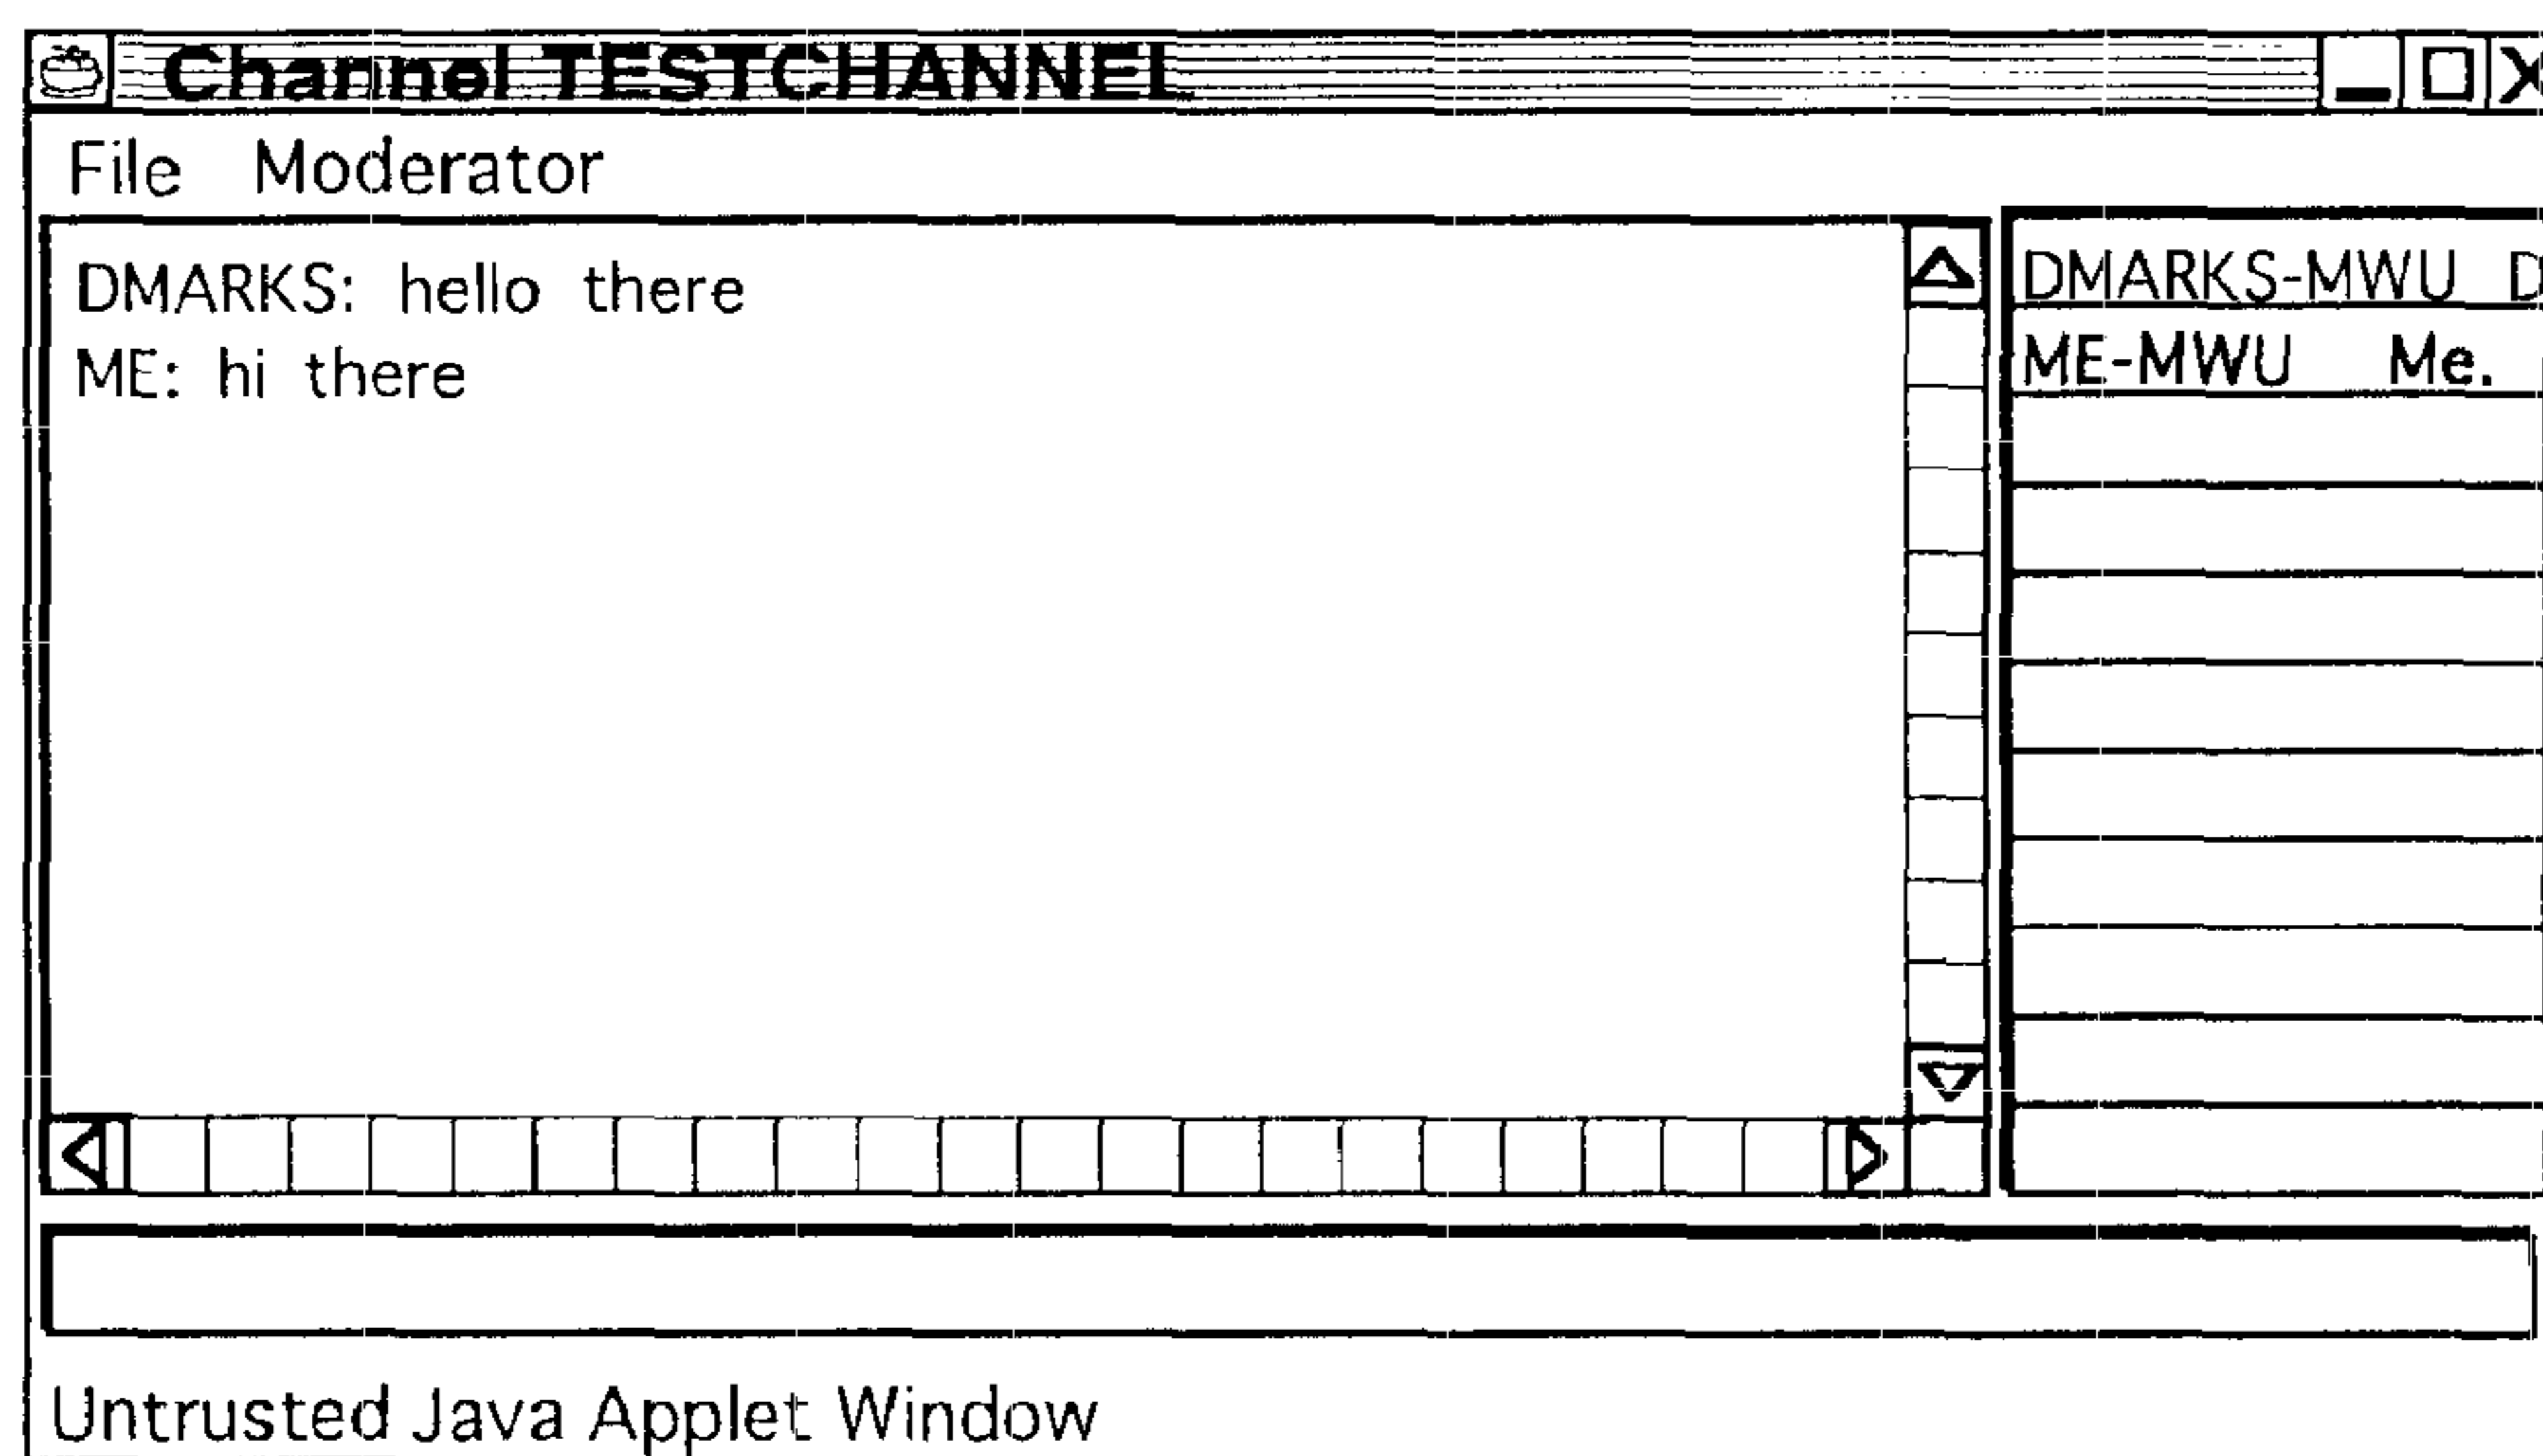 Channel TESTCHANNEL
File Moderator
DMARKS: hello there
ME: hi there
DMARKS-MWU D
ME-MWU Me.
Untrusted Java Applet Window